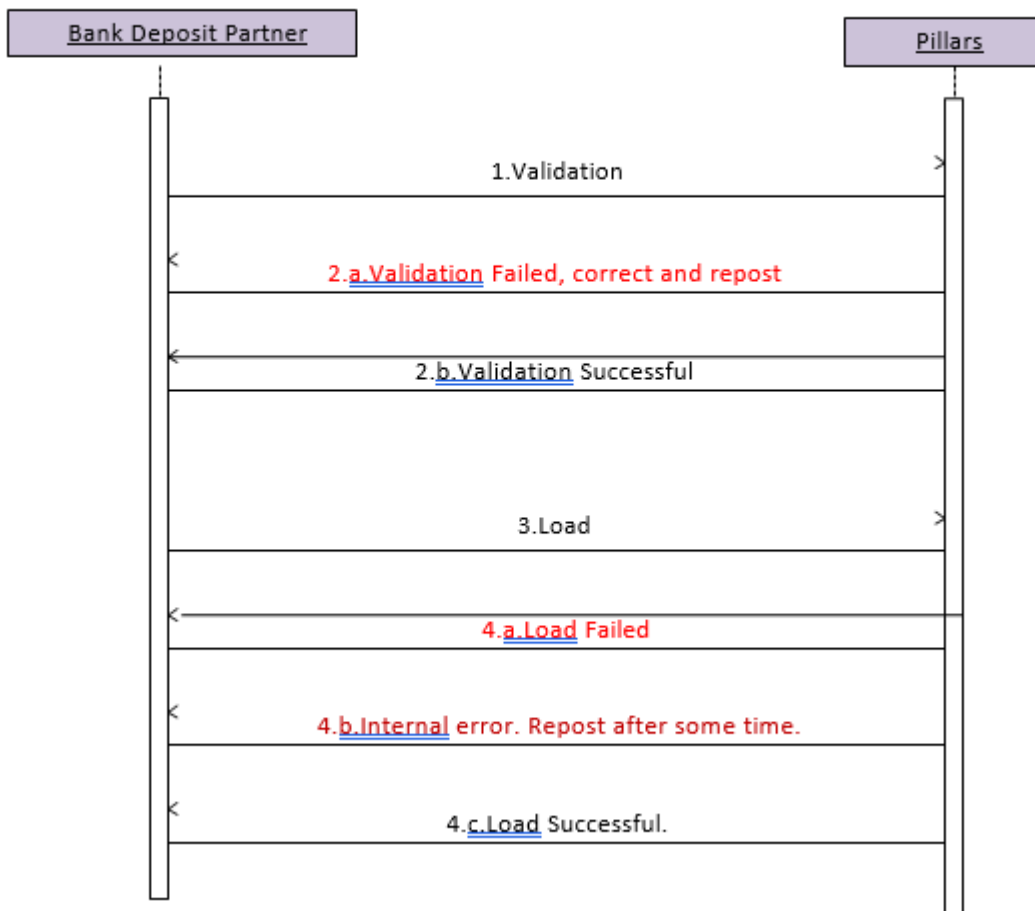 Bank Deposit Partner
Pillars
1.Validation
2.a.Validation Failed, correct and repost
2.b.Validation Successful
3.Load
4.a.Load Failed
4.b.Internal error. Repost after some time.
4.c.Load Successful.